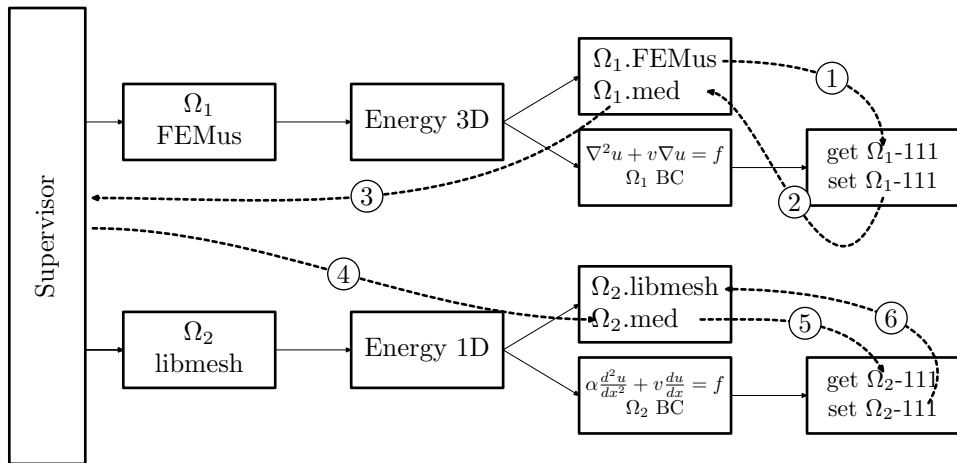 Supervisor
Ω₁
FEMus
Energy 3D
Ω₁.FEMus
Ω₁.med
∇²u + v∇u = f
Ω₁ BC
get Ω₁-111
set Ω₁-111
1
2
3
4
Ω₂
libmesh
Energy 1D
Ω₂.libmesh
Ω₂.med
α d²u/dx² + v du/dx = f
Ω₂ BC
get Ω₂-111
set Ω₂-111
5
6